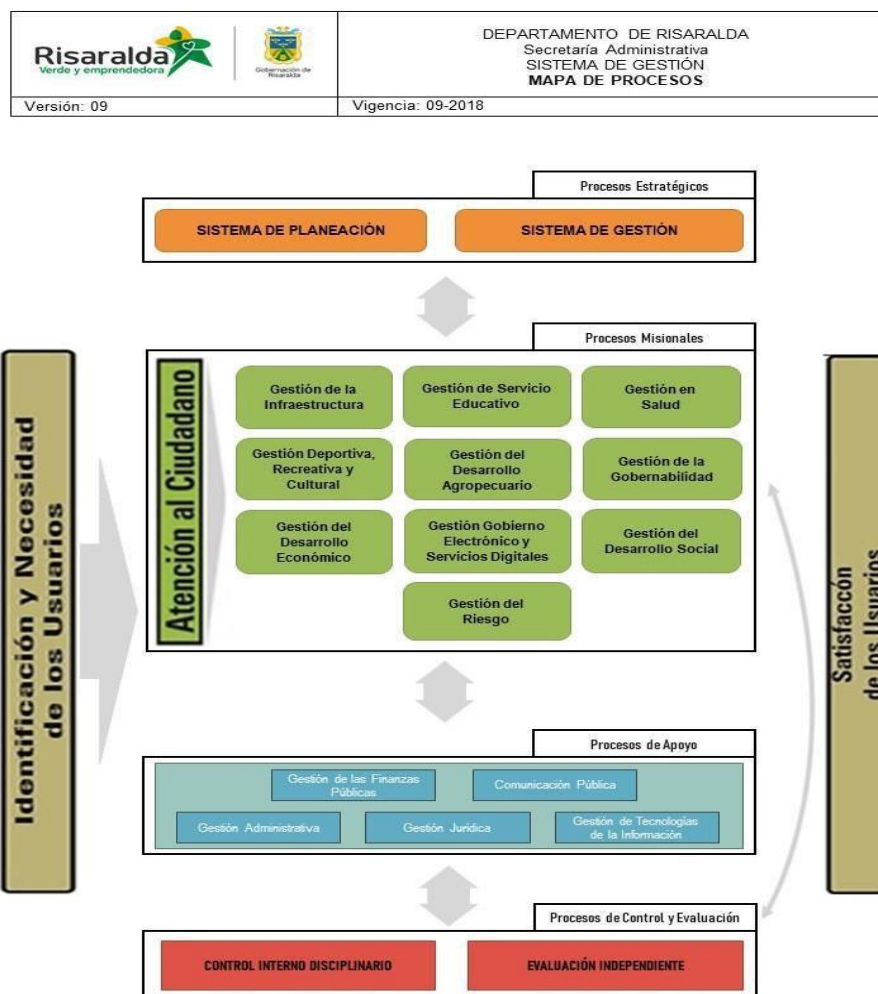 Risaralda
Verde y emprendedora
Gobernación de
Risaralda
DEPARTAMENTO DE RISARALDA
Secretaría Administrativa
SISTEMA DE GESTIÓN
MAPA DE PROCESOS
Versión: 09
Vigencia: 09-2018
Procesos Estratégicos
SISTEMA DE PLANEACIÓN
SISTEMA DE GESTIÓN
Identificación y Necesidad
de los Usuarios
Procesos Misionales
Atención al Ciudadano
Gestión de la
Infraestructura
Gestión de Servicio
Educativo
Gestión en
Salud
Gestión Deportiva,
Recreativa y
Cultural
Gestión del
Desarrollo
Agropecuario
Gestión de la
Gobernabilidad
Gestión del
Desarrollo
Económico
Gestión Gobierno
Electrónico y
Servicios Digitales
Gestión del
Desarrollo Social
Gestión del
Riesgo
Satisfaccón
de los Usuarios
Procesos de Apoyo
Gestión de las Finanzas
Públicas
Comunicación Pública
Gestión Administrativa
Gestión Jurídica
Gestión de Tecnologías
de la Información
Procesos de Control y Evaluación
CONTROL INTERNO DISCIPLINARIO
EVALUACIÓN INDEPENDIENTE